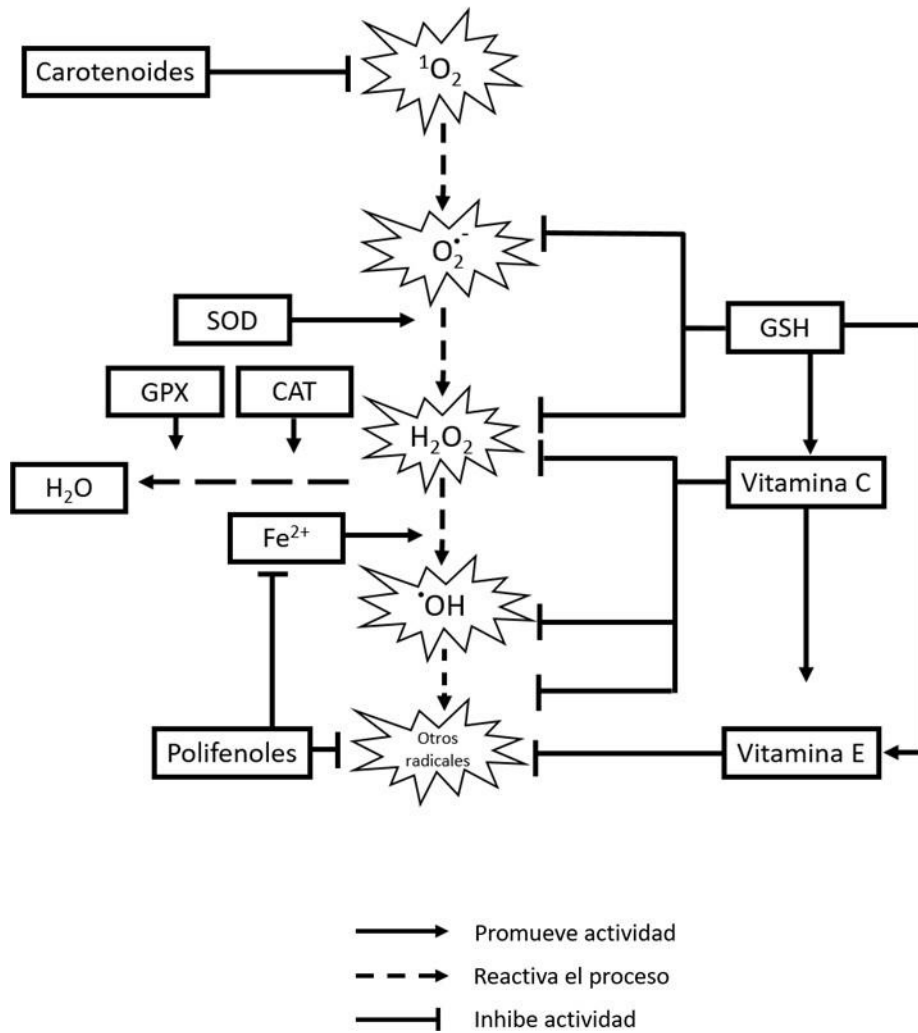 Carotenoides
¹O₂
O₂•-
SOD
GSH
GPX
CAT
H₂O₂
H₂O
Vitamina C
Fe²⁺
•OH
Polifenoles
Otros
radicales
Vitamina E
Promueve actividad
Reactiva el proceso
Inhibe actividad